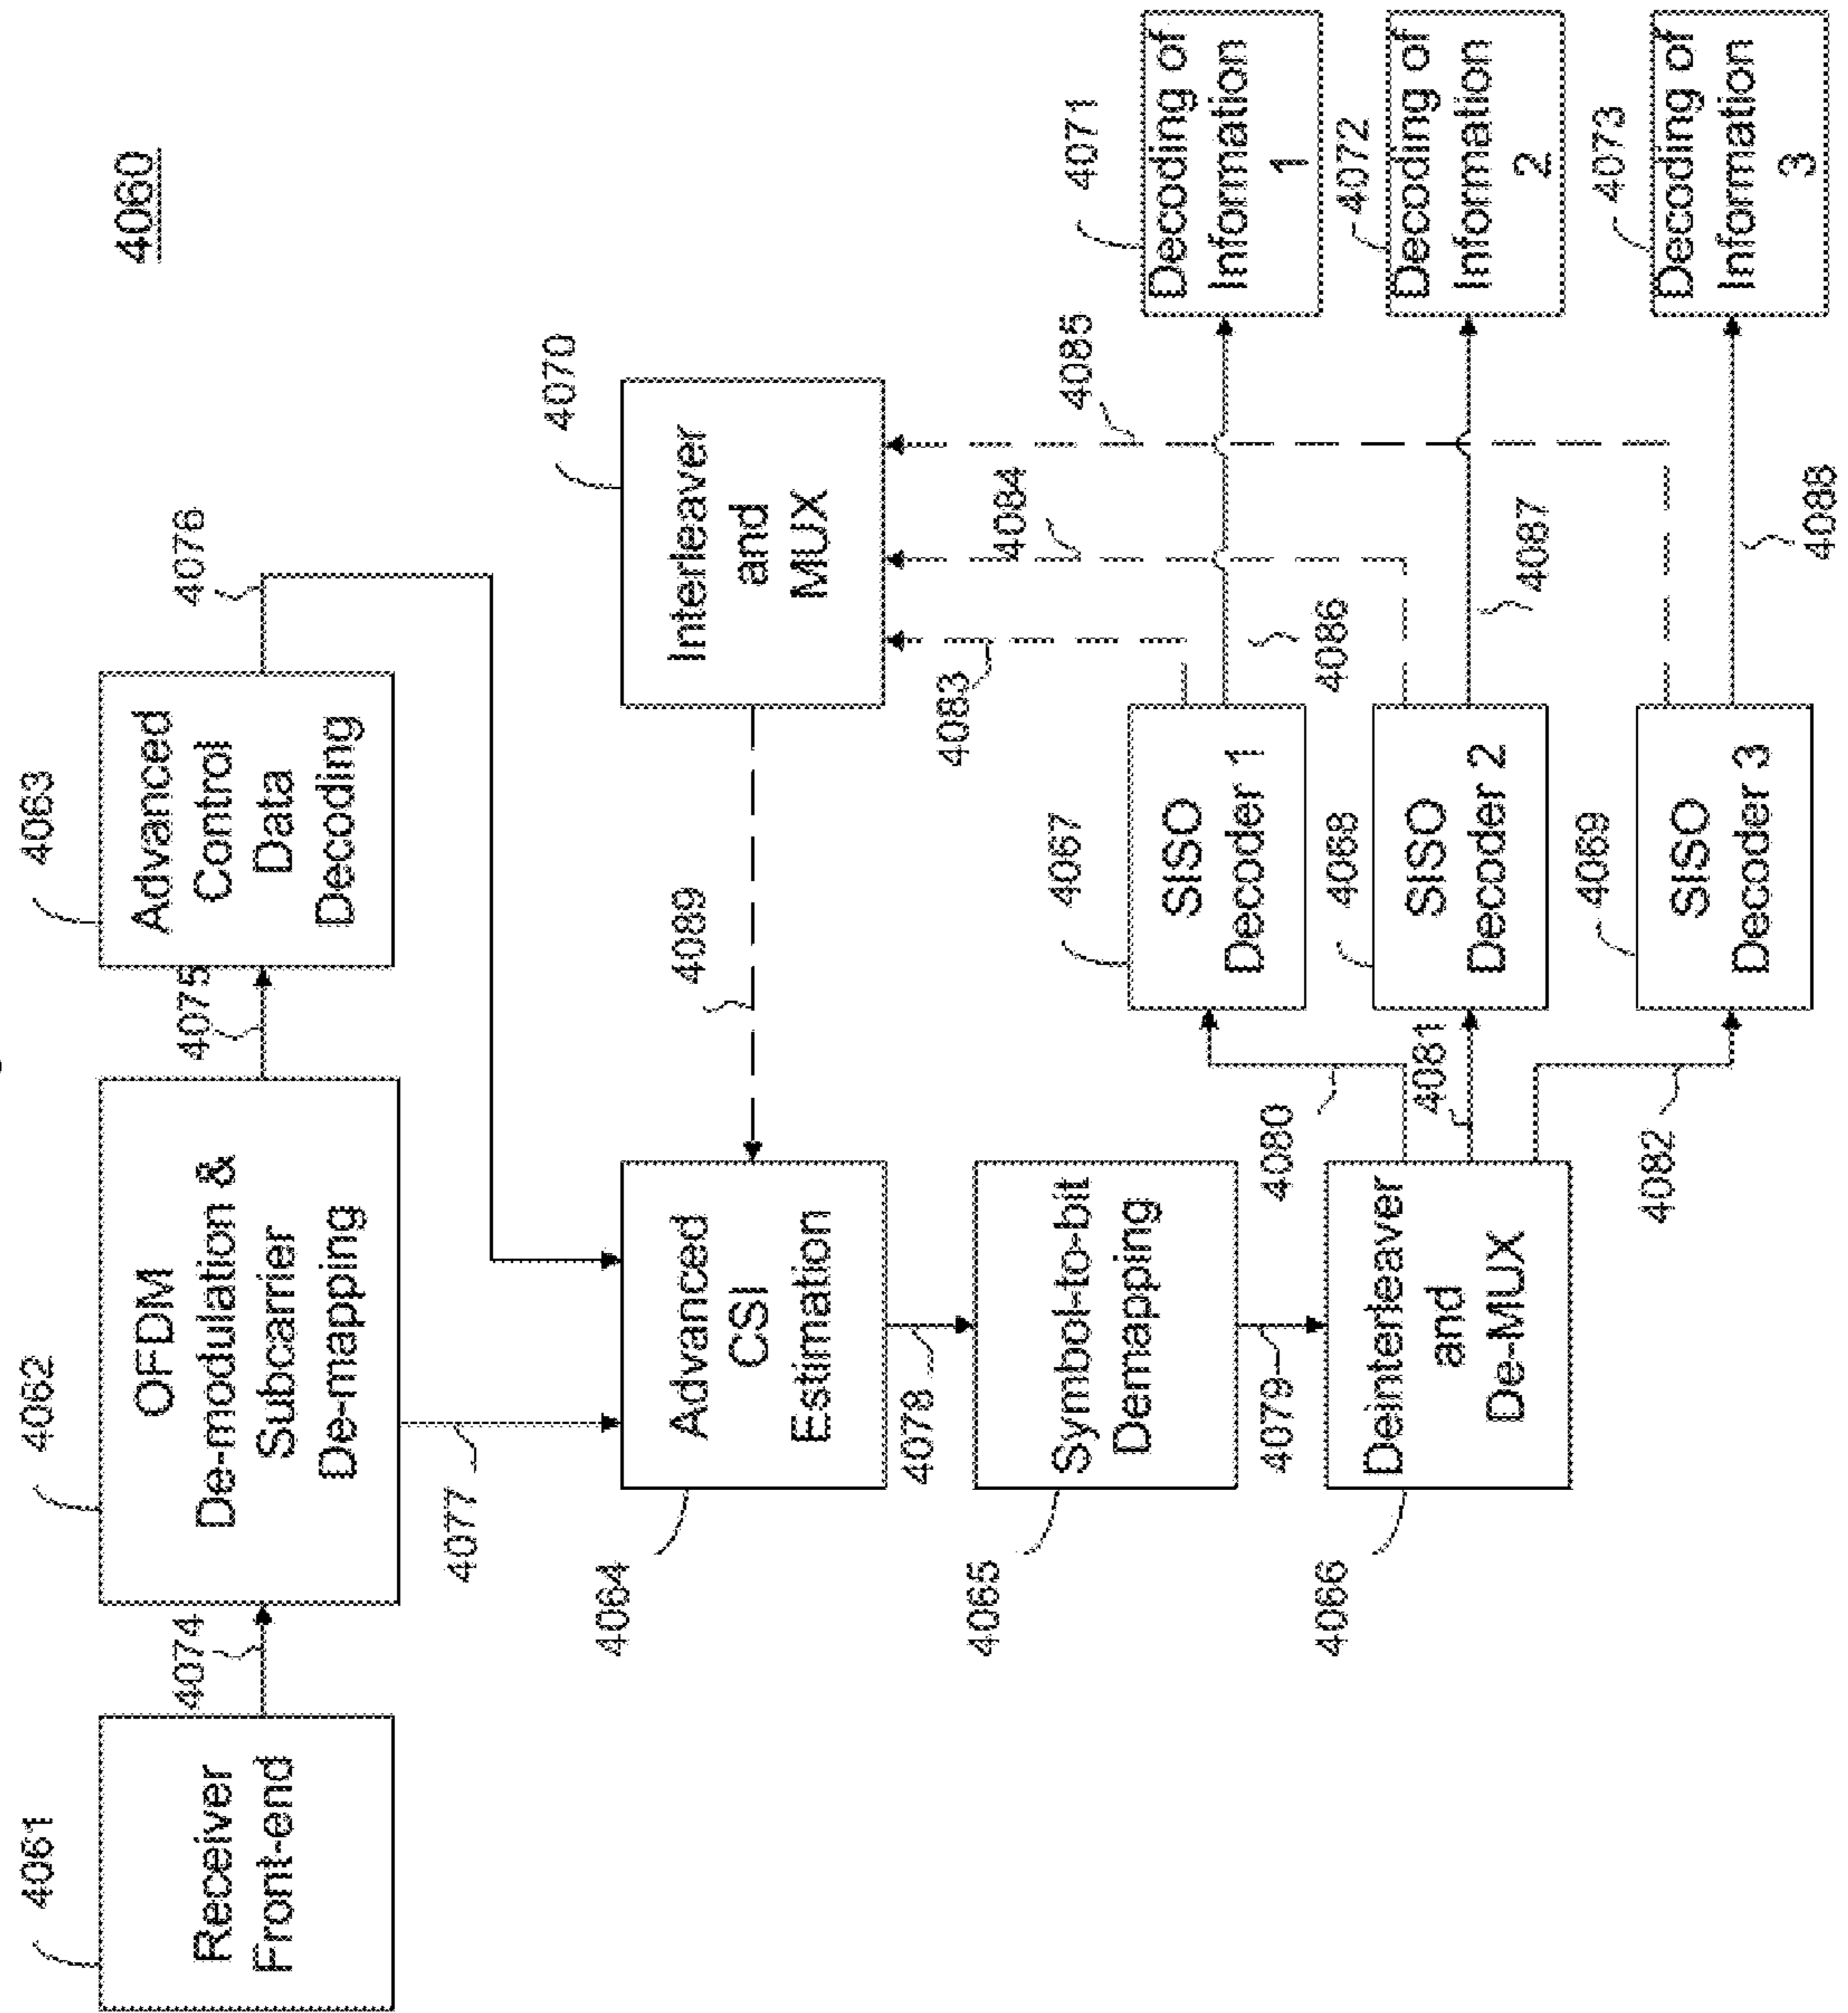 4060
4061
Receiver
Front-end
4074
4062
OFDM
De-modulation &
Subcarrier
De-mapping
4075
4063
Advanced
Control
Data
Decoding
4076
4077
4064
Advanced
CSI
Estimation
4089
4070
Interleaver
and
MUX
4078
4065
Symbol-to-bit
Demapping
4079
4066
Deinterleaver
and
De-MUX
4080
4081
4082
4067
SISO
Decoder 1
4068
SISO
Decoder 2
4069
SISO
Decoder 3
4083
4084
4085
4086
4087
4088
4071
Decoding of
Information
1
4072
Decoding of
Information
2
4073
Decoding of
Information
3